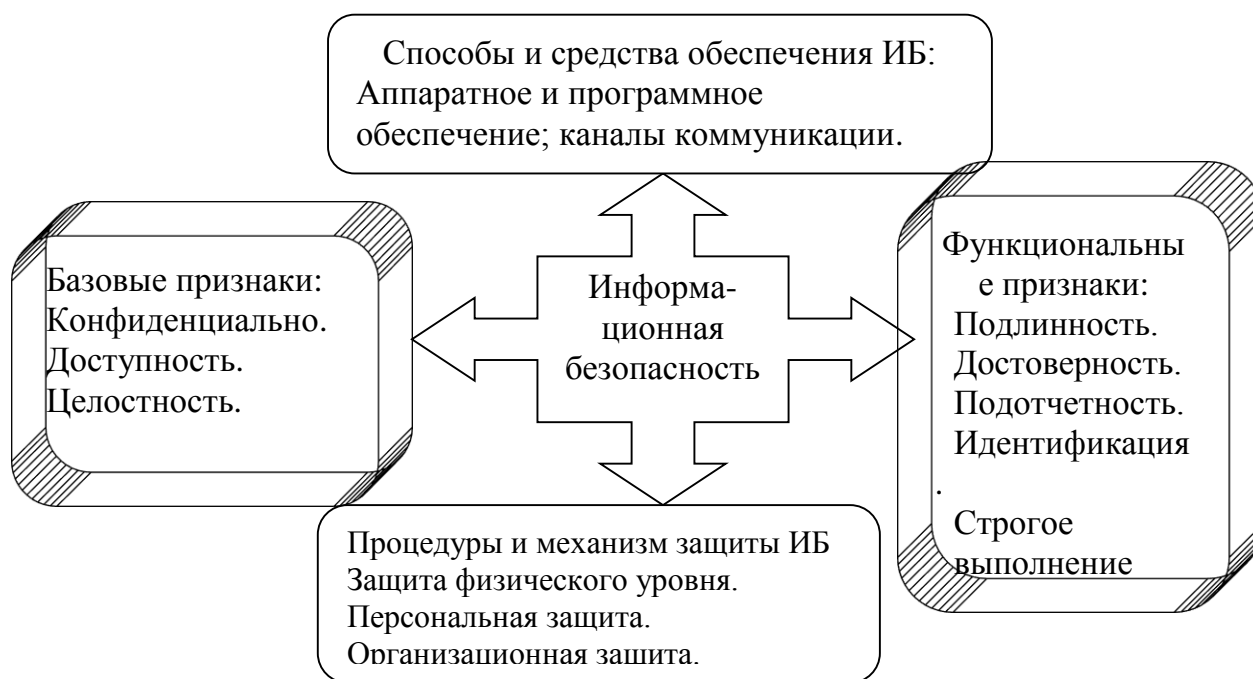 Способы и средства обеспечения ИБ:
Аппаратное и программное
обеспечение; каналы коммуникации.
Базовые признаки:
Конфиденциально.
Доступность.
Целостность.
Информа-
ционная
безопасность
Функциональны
е признаки:
Подлинность.
Достоверность.
Подотчетность.
Идентификация
.
Строгое
выполнение
Процедуры и механизм защиты ИБ
Защита физического уровня.
Персональная защита.
Организационная защита.